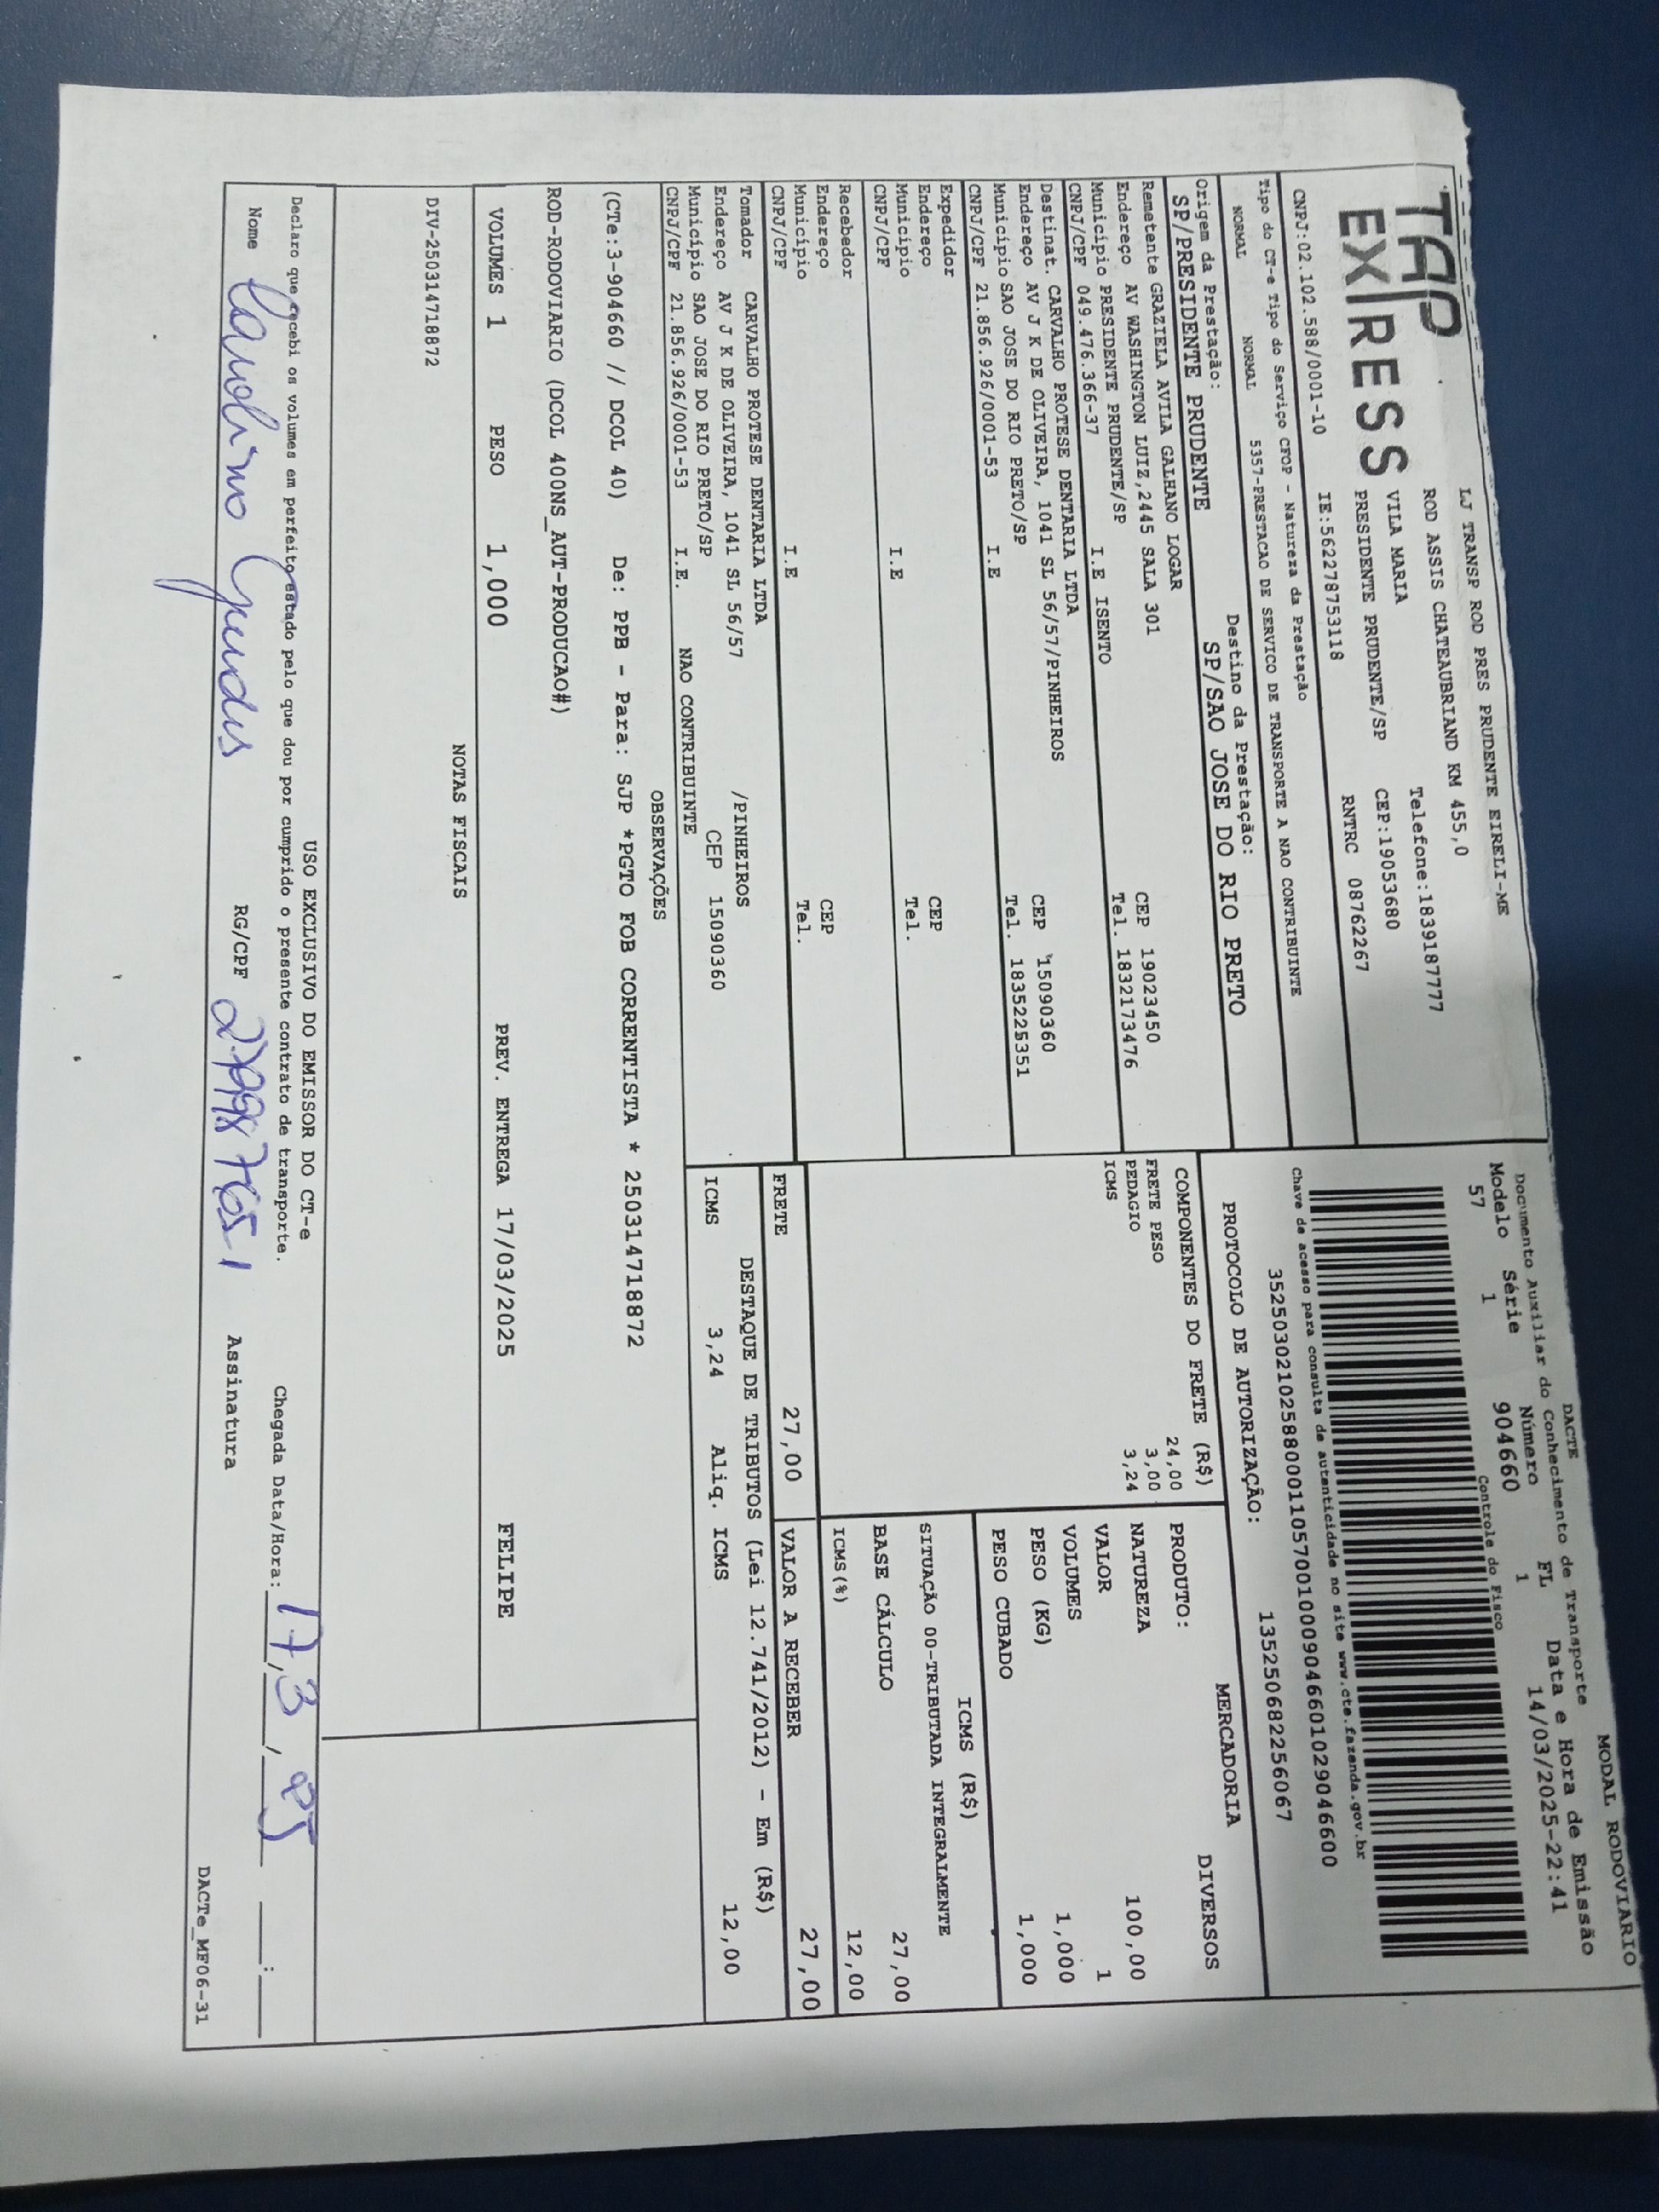 TAP
EXPRESS
LJ TRANSP ROD PRES PRUDENTE EIRELI-ME
ROD ASSIS CHATEAUBRIAND KM 455,0
Telefone:1839187777
VILA MARIA
CEP:19053680
PRESIDENTE PRUDENTE/SP
RNTRC 08762267
CNPJ:02.102.588/0001-10 IE:562278753118
MODAL RODOVIARIO
DACTE
Documento Auxiliar do Conhecimento de Transporte
Modelo Série Número FL Data e Hora de Emissão
57 1 904660 1 14/03/2025-22:41
Controle do Fisco
Chave de acesso para consulta de autenticidade no site www.cte.fazenda.gov.br
35250302102588000110570010009046601029046600
Tipo do CT-e Tipo do Serviço CFOP - Natureza da Prestação
NORMAL NORMAL 5357-PRESTACAO DE SERVICO DE TRANSPORTE A NAO CONTRIBUINTE
PROTOCOLO DE AUTORIZAÇÃO: 135250682256067
Origem da Prestação: Destino da Prestação:
SP/PRESIDENTE PRUDENTE SP/SAO JOSE DO RIO PRETO
Remetente GRAZIELA AVILA GALHANO LOGAR
Endereço AV WASHINGTON LUIZ,2445 SALA 301 CEP 19023450
Município PRESIDENTE PRUDENTE/SP Tel. 1832173476
CNPJ/CPF 049.476.366-37 I.E ISENTO
Destinat. CARVALHO PROTESE DENTARIA LTDA
Endereço AV J K DE OLIVEIRA, 1041 SL 56/57/PINHEIROS CEP 15090360
Município SAO JOSE DO RIO PRETO/SP Tel. 1835225351
CNPJ/CPF 21.856.926/0001-53 I.E
Expedidor
Endereço CEP
Município Tel.
CNPJ/CPF I.E
Recebedor
Endereço CEP
Município Tel.
CNPJ/CPF I.E
Tomador CARVALHO PROTESE DENTARIA LTDA
Endereço AV J K DE OLIVEIRA, 1041 SL 56/57 /PINHEIROS
Município SAO JOSE DO RIO PRETO/SP CEP 15090360
CNPJ/CPF 21.856.926/0001-53 I.E. NAO CONTRIBUINTE
COMPONENTES DO FRETE (R$)
FRETE PESO 24,00
PEDAGIO 3,00
ICMS 3,24
MERCADORIA
PRODUTO: DIVERSOS
NATUREZA
VALOR 100,00
VOLUMES 1
PESO (KG) 1,000
PESO CUBADO 1,000
ICMS (R$)
SITUAÇÃO 00-TRIBUTADA INTEGRALMENTE
BASE CÁLCULO 27,00
ICMS(%) 12,00
FRETE 27,00 VALOR A RECEBER 27,00
DESTAQUE DE TRIBUTOS (Lei 12.741/2012) - Em (R$)
ICMS 3,24 Aliq. ICMS 12,00
OBSERVAÇÕES
(CTe:3-904660 // DCOL 40) De: PPB - Para: SJP *PGTO FOB CORRENTISTA * 250314718872
ROD-RODOVIARIO (DCOL 400NS_AUT-PRODUCAO#)
VOLUMES 1 PESO 1,000 PREV. ENTREGA 17/03/2025 FELIPE
NOTAS FISCAIS
DIV-250314718872
USO EXCLUSIVO DO EMISSOR DO CT-e
Declaro que recebi os volumes em perfeito estado pelo que dou por cumprido o presente contrato de transporte.
Chegada Data/Hora: 17/3/25 __:__
Nome RG/CPF Assinatura
DACTe_MF06-31